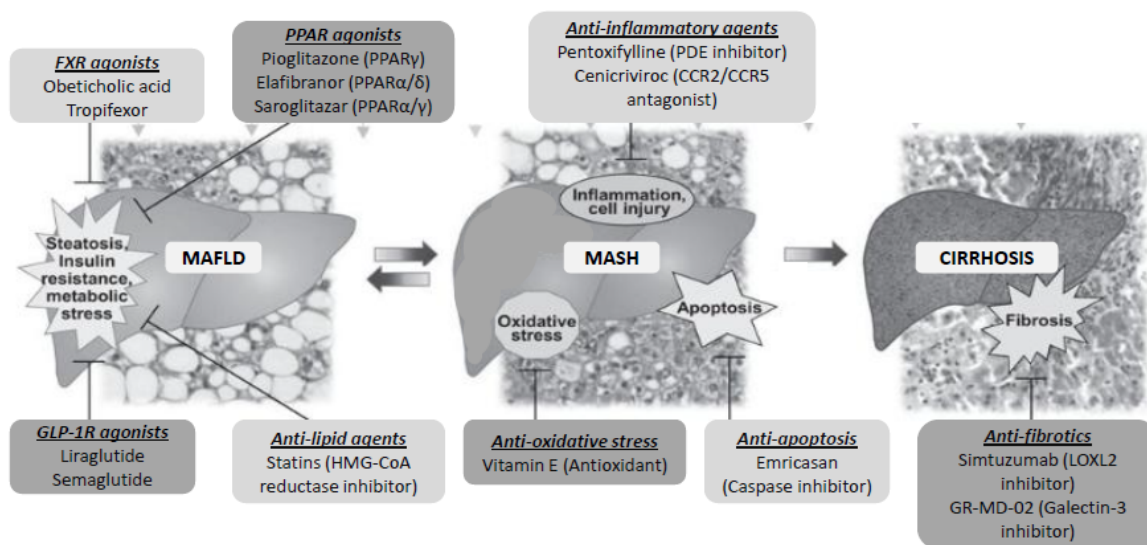 FXR agonists
Obeticholic acid
Tropifexor
PPAR agonists
Pioglitazone (PPARγ)
Elafibranor (PPARα/δ)
Saroglitazar (PPARα/γ)
Anti-inflammatory agents
Pentoxifylline (PDE inhibitor)
Cenicriviroc (CCR2/CCR5
antagonist)
Steatosis,
Insulin
resistance,
metabolic
stress
MAFLD
Inflammation,
cell injury
MASH
Oxidative
stress
Apoptosis
CIRRHOSIS
Fibrosis
GLP-1R agonists
Liraglutide
Semaglutide
Anti-lipid agents
Statins (HMG-CoA
reductase inhibitor)
Anti-oxidative stress
Vitamin E (Antioxidant)
Anti-apoptosis
Emricasan
(Caspase inhibitor)
Anti-fibrotics
Simtuzumab (LOXL2
inhibitor)
GR-MD-02 (Galectin-3
inhibitor)